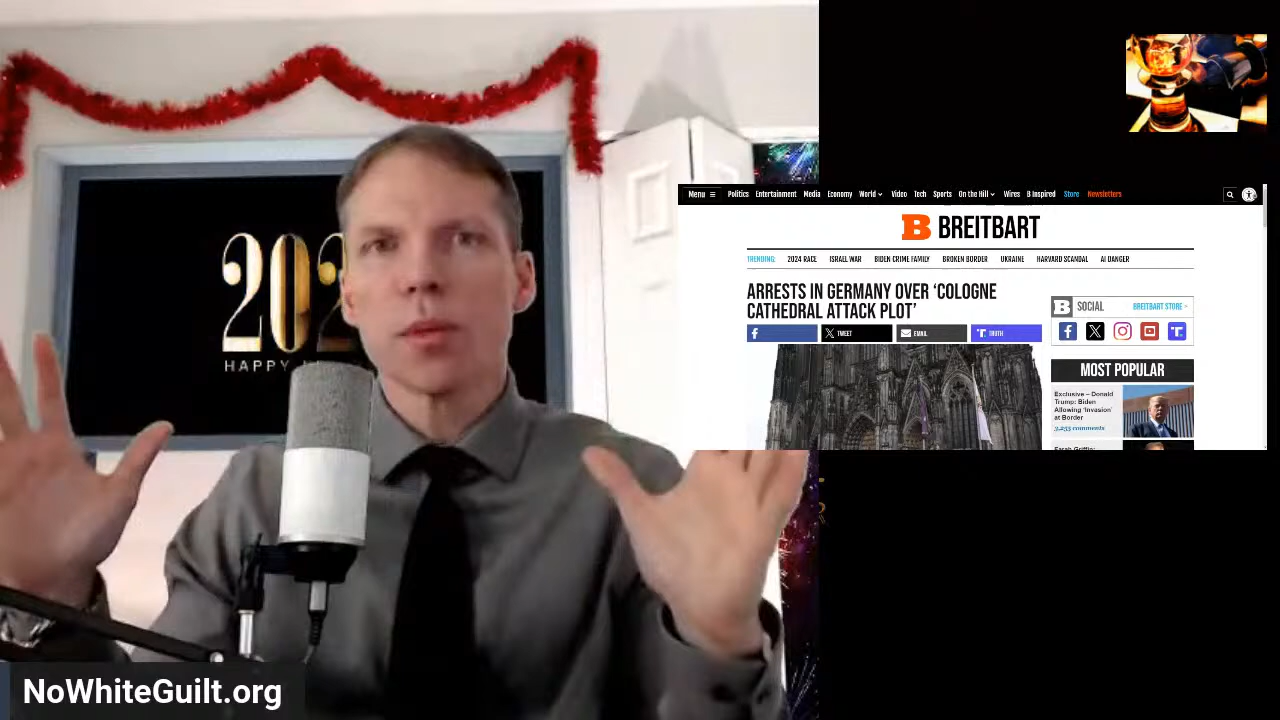 202
HAPPY
NoWhiteGuilt.org
Menu
Politics Entertainment Media Economy World Video Tech Sports On the Hill Wires B Inspired Store Newsletters
B BREITBART
TRENDING: 2024 RACE ISRAEL WAR BIDEN CRIME FAMILY BROKEN BORDER UKRAINE HARVARD SCANDAL AI DANGER
ARRESTS IN GERMANY OVER ‘COLOGNE
CATHEDRAL ATTACK PLOT’
TWEET
EMAIL
TRUTH
B SOCIAL
BREITBART STORE
MOST POPULAR
Exclusive – Donald
Trump: Biden
Allowing ‘Invasion’
at Border
3,233 comments